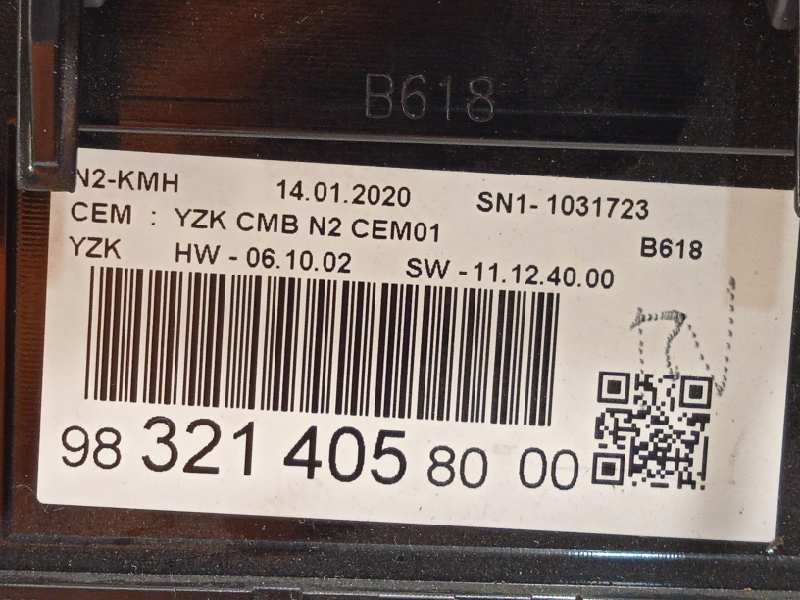 B618
N2-KMH 14.01.2020 SN1- 1031723
CEM : YZK CMB N2 CEM01
YZK HW - 06.10.02 SW - 11.12.40.00 B618
98 321 405 80 00